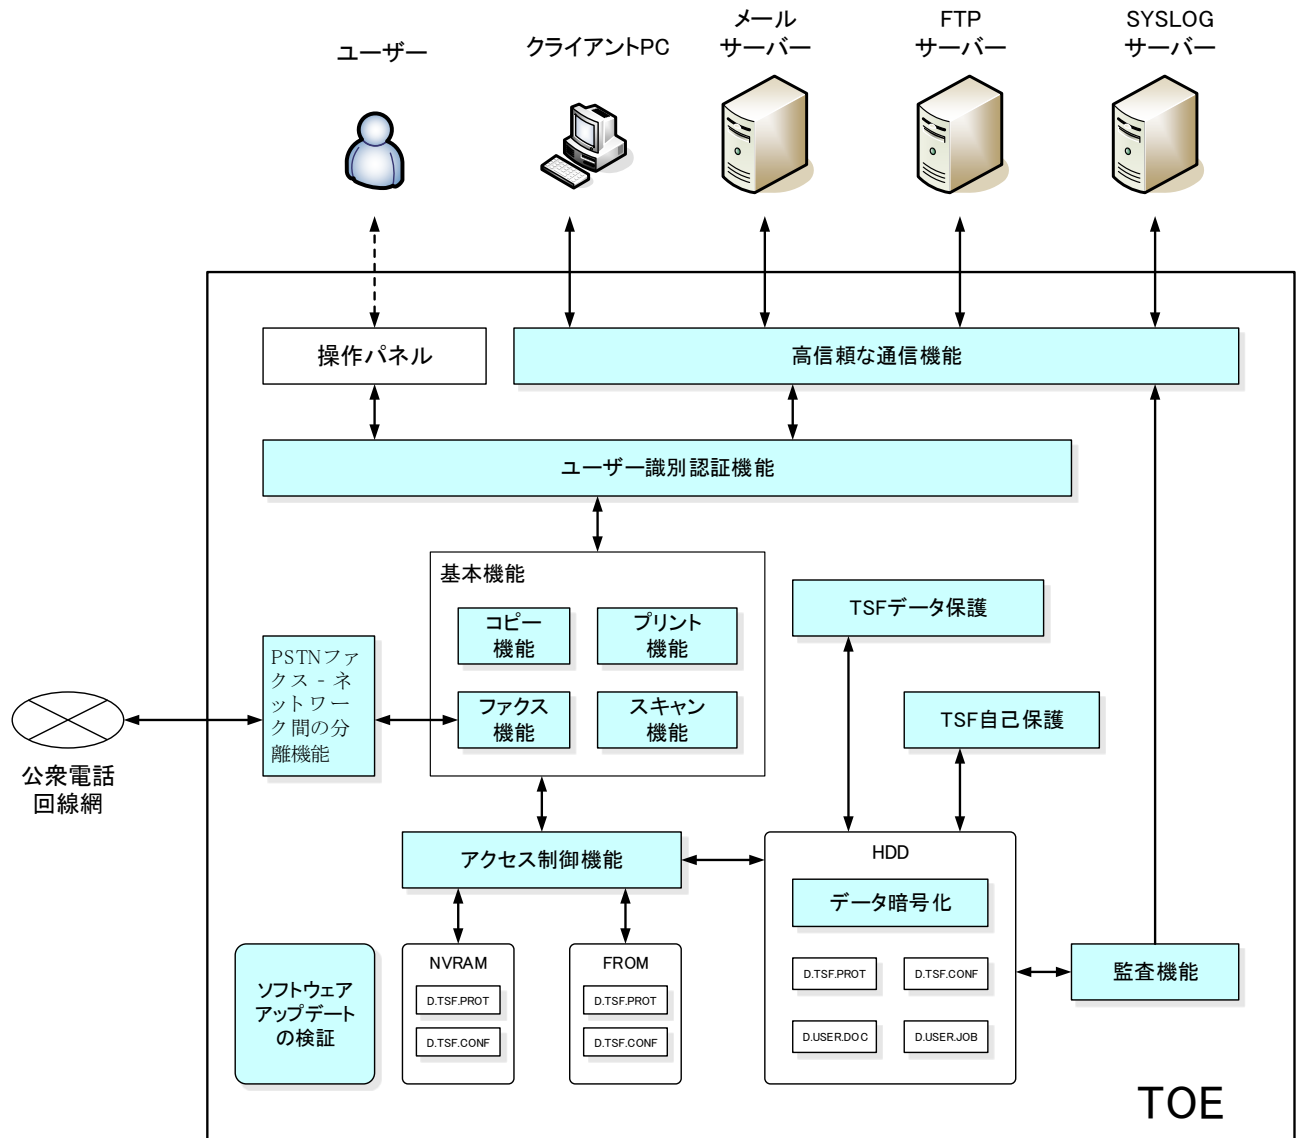 ユーザー
クライアントPC
メール
サーバー
FTP
サーバー
SYSLOG
サーバー
操作パネル
高信頼な通信機能
ユーザー識別認証機能
基本機能
コピー
機能
プリント
機能
ファクス
機能
スキャン
機能
TSFデータ保護
TSF自己保護
PSTNファ
クス - ネ
ットワー
ク間の分
離機能
公衆電話
回線網
アクセス制御機能
HDD
データ暗号化
D.TSF.PROT
D.TSF.CONF
D.USER.DOC
D.USER.JOB
監査機能
NVRAM
D.TSF.PROT
D.TSF.CONF
FROM
D.TSF.PROT
D.TSF.CONF
ソフトウェア
アップデート
の検証
TOE